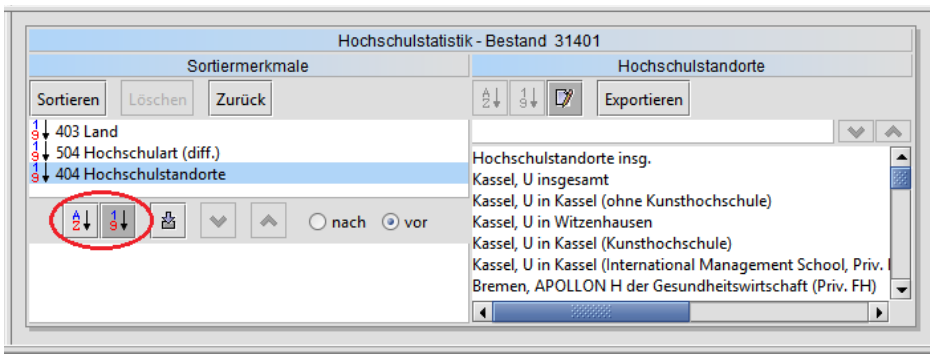 Hochschulstatistik - Bestand 31401
Sortiermerkmale
Hochschulstandorte
Sortieren Löschen Zurück
Exportieren
403 Land
504 Hochschulart (diff.)
404 Hochschulstandorte
nach vor
Hochschulstandorte insg.
Kassel, U insgesamt
Kassel, U in Kassel (ohne Kunsthochschule)
Kassel, U in Witzenhausen
Kassel, U in Kassel (Kunsthochschule)
Kassel, U in Kassel (International Management School, Priv.
Bremen, APOLLON H der Gesundheitswirtschaft (Priv. FH)